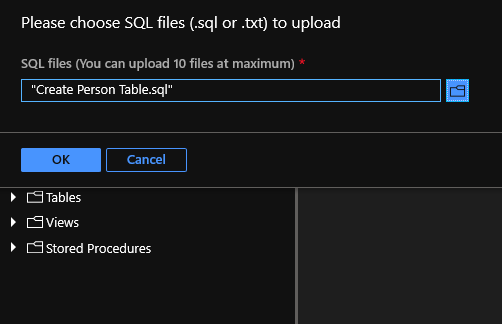 Please choose SQL files (.sql or .txt) to upload
SQL files (You can upload 10 files at maximum) *
"Create Person Table.sql"
OK Cancel
Tables
Views
Stored Procedures